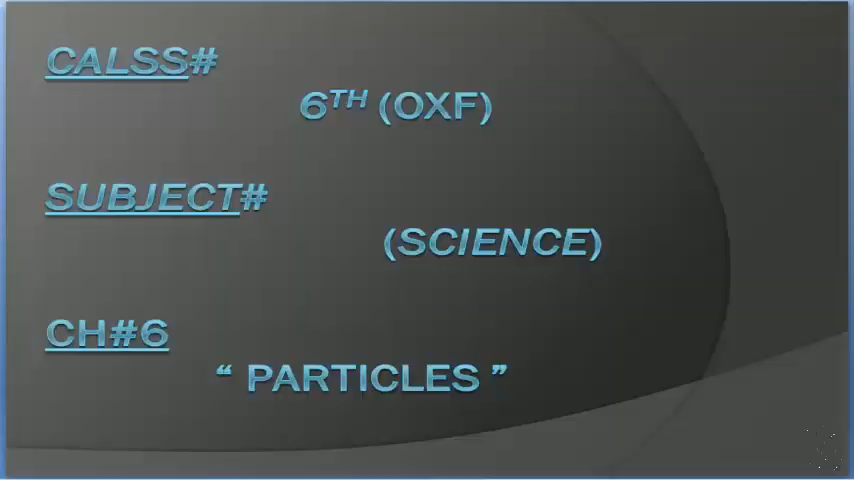 CALSS#
6TH (OXF)
SUBJECT#
(SCIENCE)
CH#6
“ PARTICLES ”